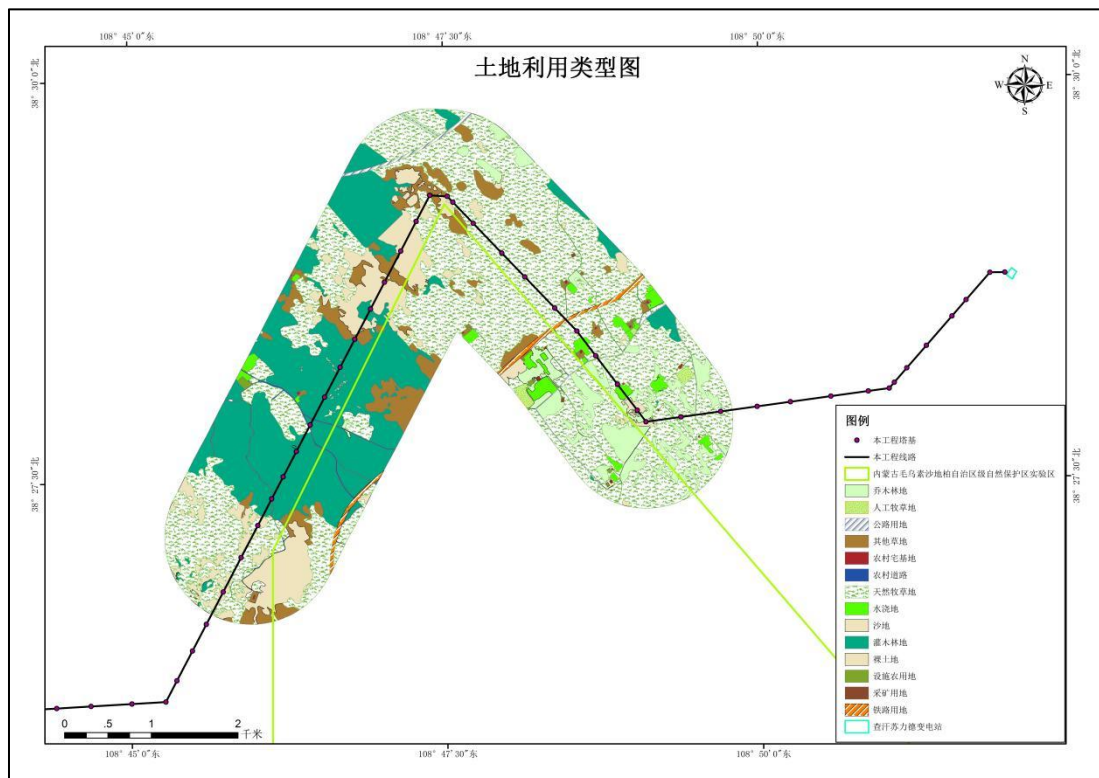 108° 45′0″东
108° 47′30″东
108° 50′0″东
土地利用类型图
N
W
E
S
38° 30′0″北
38° 30′0″北
38° 27′30″北
38° 27′30″北
图例
本工程塔基
本工程线路
内蒙古毛乌素沙地柏自治区级自然保护区实验区
乔木林地
人工牧草地
公路用地
其他草地
农村宅基地
农村道路
天然牧草地
水浇地
沙地
灌木林地
裸土地
设施农用地
采矿用地
铁路用地
查汗苏力德变电站
0 .5 1 2
千米
108° 45′0″东
108° 47′30″东
108° 50′0″东